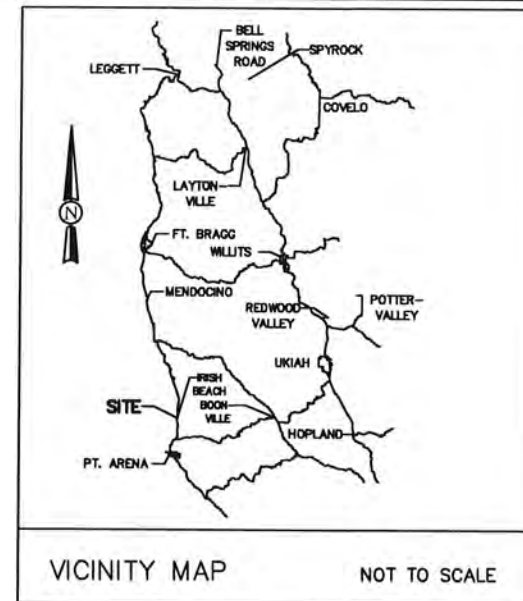 BELL
SPRINGS
ROAD
SPYROCK
LEGGETT
COVELO
LAYTON
VILLE
N
FT. BRAGG
WILLITS
MENDOCINO
REDWOOD
VALLEY
POTTER-
VALLEY
UKIAH
IRISH
BEACH
SITE
BOON
VILLE
HOPLAND
PT. ARENA
VICINITY MAP
NOT TO SCALE